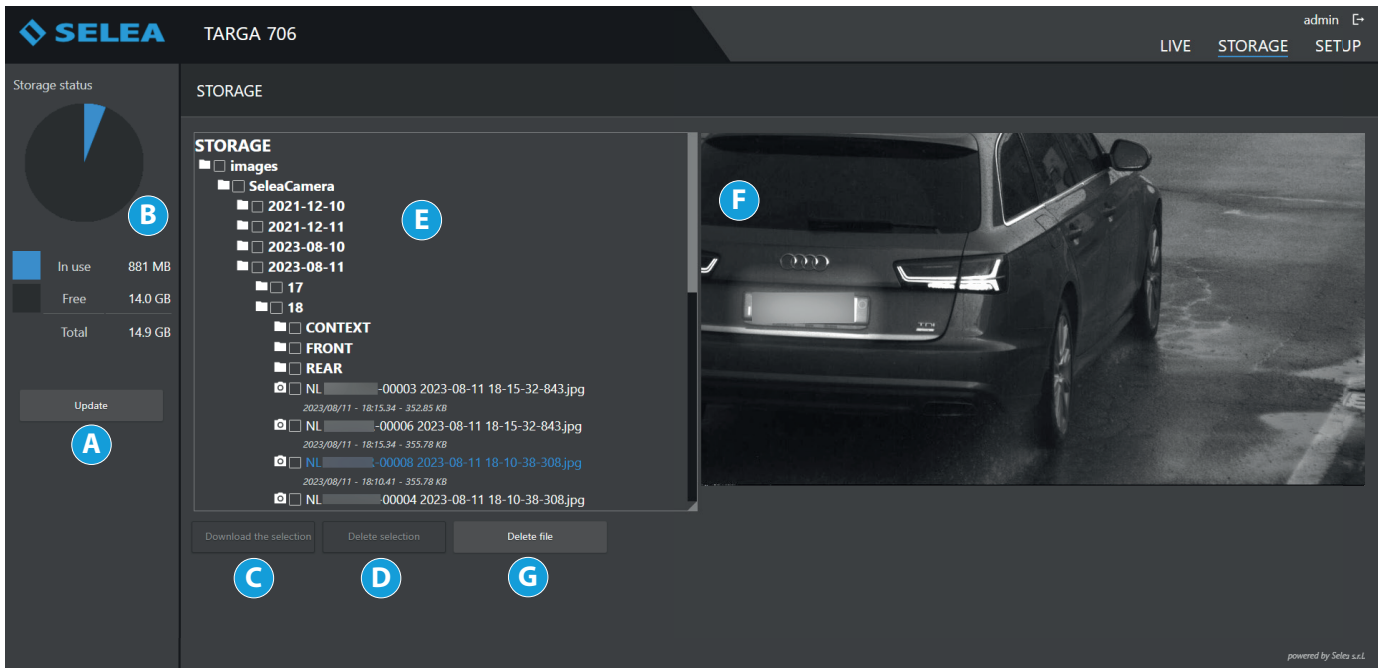 SELEA
TARGA 706
admin
LIVE STORAGE SETUP
Storage status
STORAGE
B
In use 881 MB
Free 14.0 GB
Total 14.9 GB
Update
A
STORAGE
images
SeleaCamera
2021-12-10
2021-12-11
2023-08-10
2023-08-11
17
18
CONTEXT
FRONT
REAR
NL -00003 2023-08-11 18-15-32-843.jpg
2023/08/11 - 18:15.34 - 352.85 KB
NL -00006 2023-08-11 18-15-32-843.jpg
2023/08/11 - 18:15.34 - 355.78 KB
NL -00008 2023-08-11 18-10-38-308.jpg
2023/08/11 - 18:10.41 - 355.78 KB
NL -00004 2023-08-11 18-10-38-308.jpg
E
F
TDI
Download the selection Delete selection Delete file
C D G
powered by Selea s.r.l.